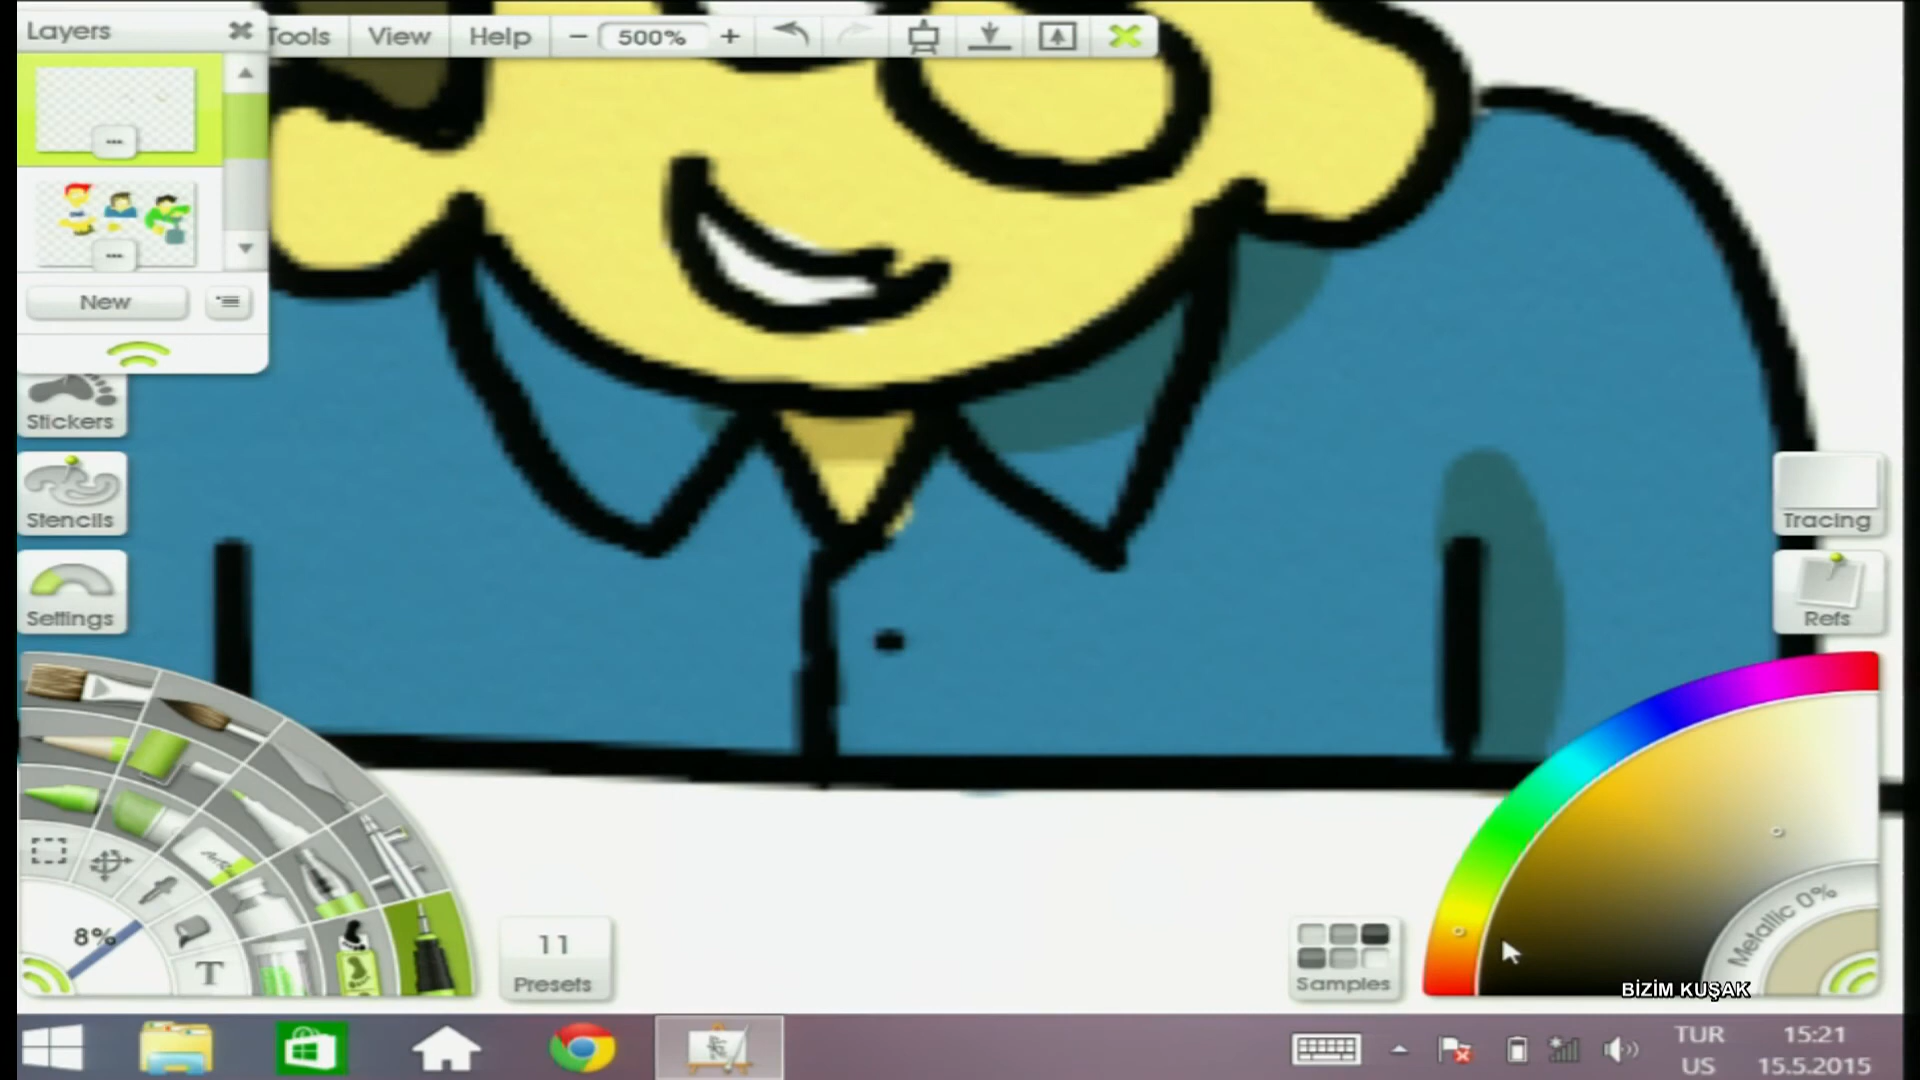 Layers
Tools
View
Help
500%
New
Stickers
Stencils
Settings
Tracing
Refs
8%
T
11
Presets
Samples
Metallic 0%
BİZİM KUŞAK
TUR
US
15:21
15.5.2015